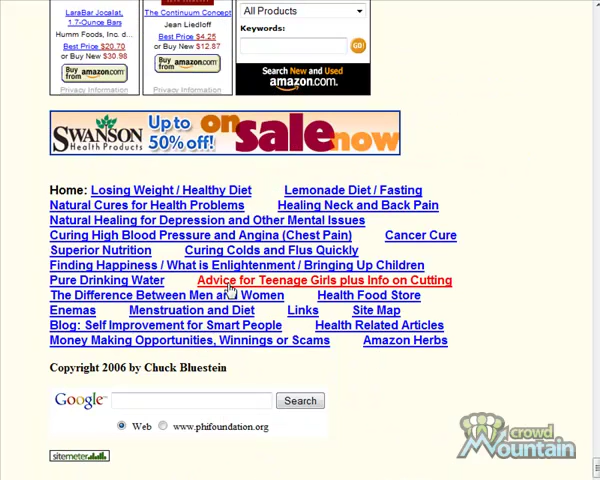 LaraBar Jocalat,
1.7-Ounce Bars
Humm Foods, Inc. d...
Best Price $20.70
or Buy New $30.98
Buy from amazon.com
Privacy Information
The Continuum Concept
Jean Liedloff
Best Price $4.25
or Buy New $12.87
Buy from amazon.com
Privacy Information
All Products
Keywords:
GO
Search New and Used
amazon.com.
SWANSON Health Products Up to 50% off! on sale now
Home: Losing Weight / Healthy Diet Lemonade Diet / Fasting
Natural Cures for Health Problems Healing Neck and Back Pain
Natural Healing for Depression and Other Mental Issues
Curing High Blood Pressure and Angina (Chest Pain) Cancer Cure
Superior Nutrition Curing Colds and Flus Quickly
Finding Happiness / What is Enlightenment / Bringing Up Children
Pure Drinking Water Advice for Teenage Girls plus Info on Cutting
The Difference Between Men and Women Health Food Store
Enemas Menstruation and Diet Links Site Map
Blog: Self Improvement for Smart People Health Related Articles
Money Making Opportunities, Winnings or Scams Amazon Herbs
Copyright 2006 by Chuck Bluestein
Google Search
Web www.phifoundation.org
sitemeter
crowd
Mountain